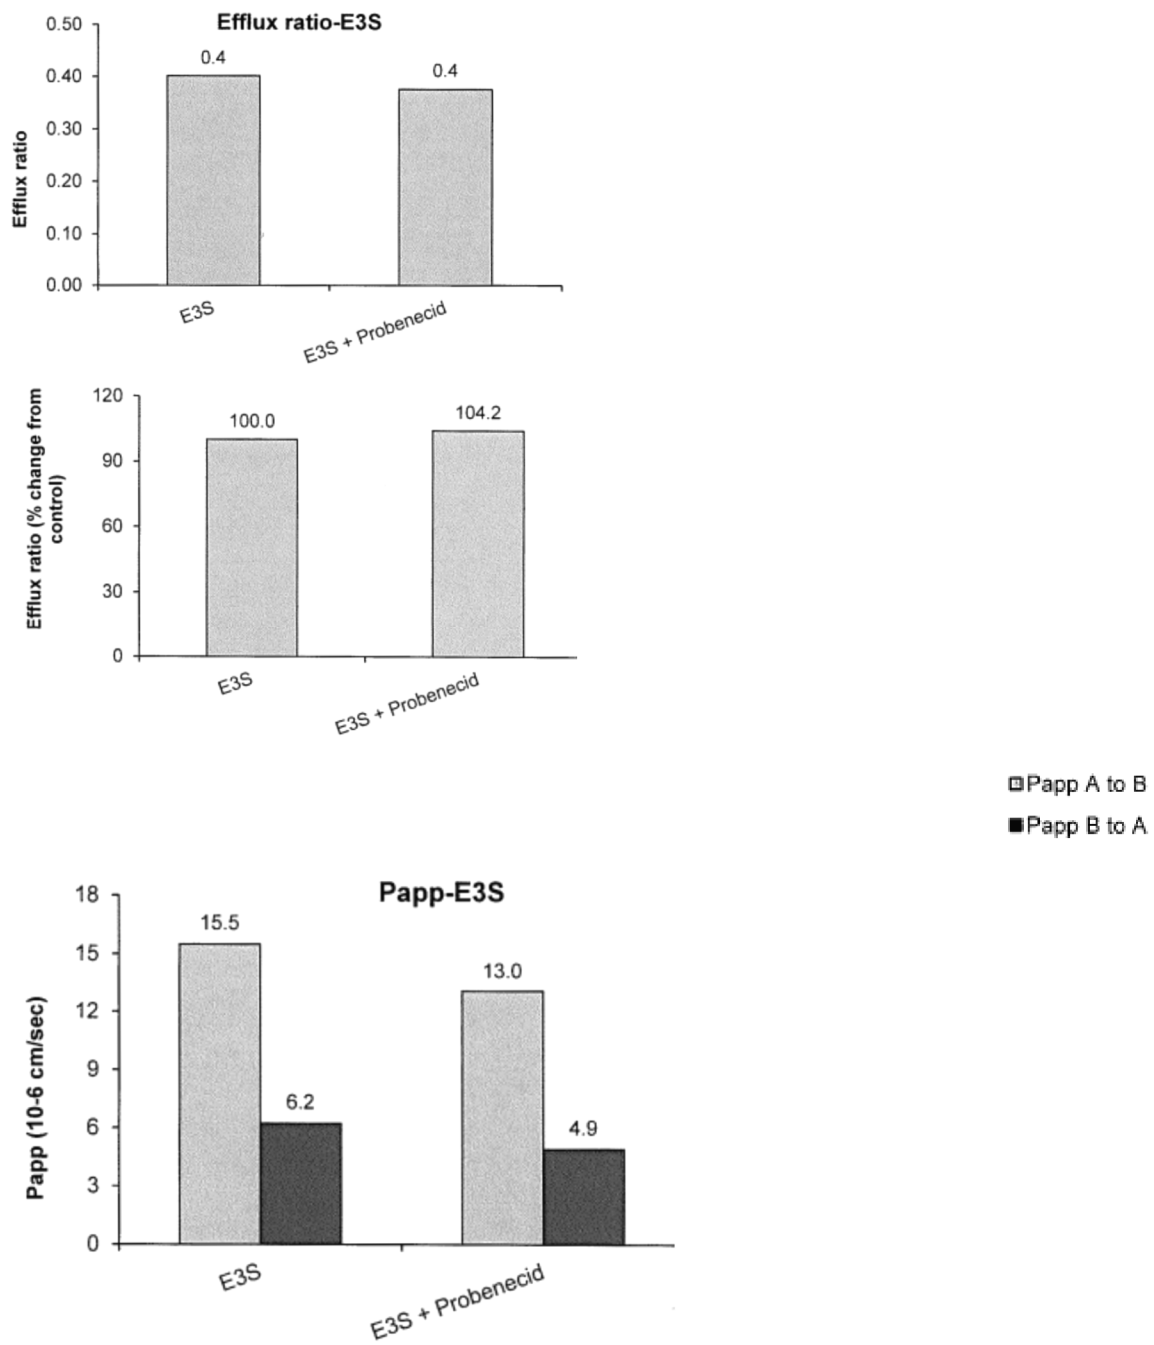 Efflux ratio-E3S
Efflux ratio
0.50
0.40
0.30
0.20
0.10
0.00
0.4
0.4
E3S
E3S + Probenecid
Efflux ratio (% change from
control)
120
90
60
30
0
100.0
104.2
E3S
E3S + Probenecid
Papp A to B
Papp B to A
Papp-E3S
Papp (10-6 cm/sec)
18
15
12
9
6
3
0
15.5
6.2
13.0
4.9
E3S
E3S + Probenecid